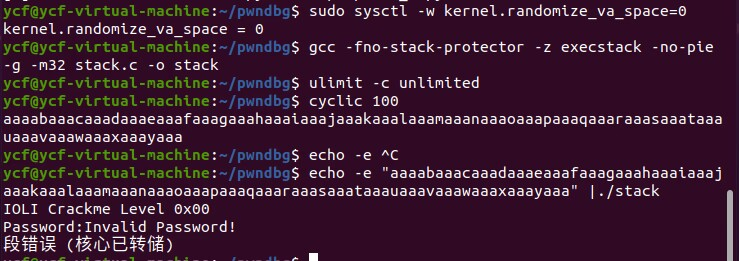 ycf@ycf-virtual-machine:~/pwndbg$ sudo sysctl -w kernel.randomize_va_space=0
kernel.randomize_va_space = 0
ycf@ycf-virtual-machine:~/pwndbg$ gcc -fno-stack-protector -z execstack -no-pie
-g -m32 stack.c -o stack
ycf@ycf-virtual-machine:~/pwndbg$ ulimit -c unlimited
ycf@ycf-virtual-machine:~/pwndbg$ cyclic 100
aaaabaaacaaadaaaeaaafaaagaaahaaaiaaajaaakaaalaaamaaanaaaoaaapaaaqaaaraaasaaataaa
uaaavaaawaaaxaaayaaa
ycf@ycf-virtual-machine:~/pwndbg$ echo -e ^C
ycf@ycf-virtual-machine:~/pwndbg$ echo -e "aaaabaaacaaadaaaeaaafaaagaaahaaaiaaaj
aaakaaalaaamaaanaaaoaaapaaaqaaaraaasaaataaauaaavaaawaaaxaaayaaa" |./stack
IOLI Crackme Level 0x00
Password:Invalid Password!
段错误 (核心已转储)
ycf@ycf-virtual-machine:~/pwndbg$